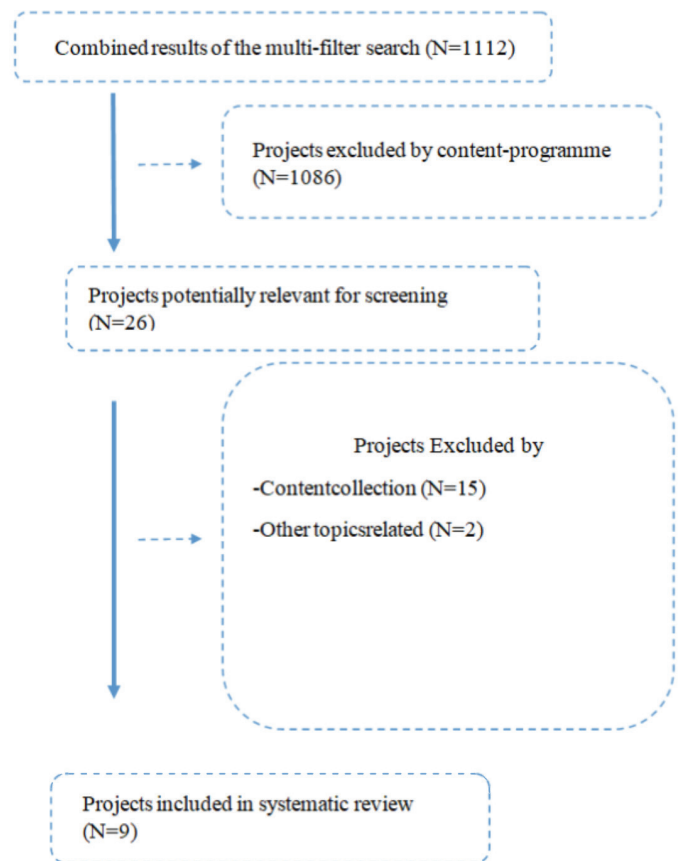 Combined results of the multi-filter search (N=1112)
Projects excluded by content-programme
(N=1086)
Projects potentially relevant for screening
(N=26)
Projects Excluded by
-Contentcollection (N=15)
-Other topicsrelated (N=2)
Projects included in systematic review
(N=9)